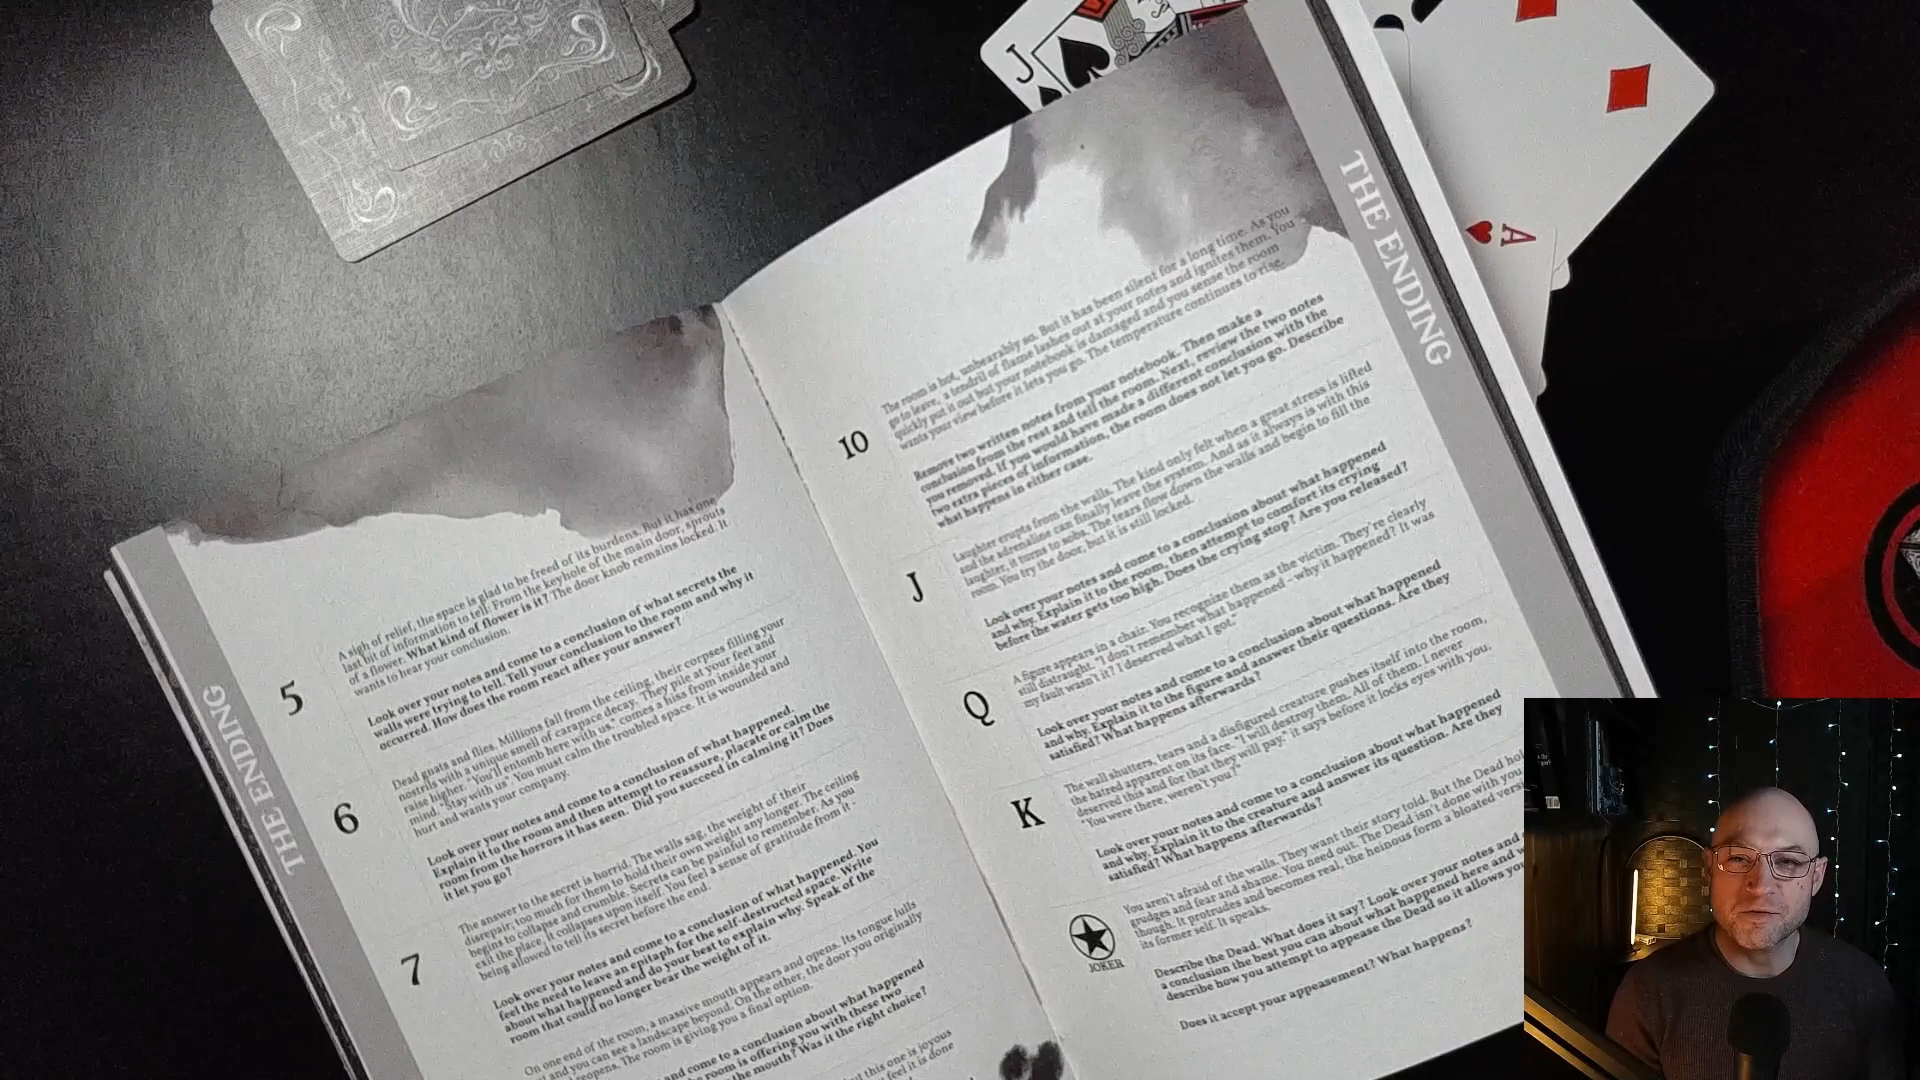 THE ENDING
5
A sigh of relief, the space is glad to be freed of its burdens. But it has one
last bit of information to tell. From the keyhole of the main door, sprouts
of a flower. What kind of flower is it? The door knob remains locked. It
wants to hear your conclusion.
Look over your notes and come to a conclusion of what secrets the
walls were trying to tell. Tell your conclusion to the room and why it
occurred. How does the room react after your answer?
6
Dead gnats and flies. Millions fall from the ceiling, their corpses filling your
nostrils with a unique smell of carapace decay. They pile at your feet and
raise higher. "You'll entomb here with us." comes a hiss from inside your
mind. "Stay with us". You must calm the troubled space. It is wounded and
hurt and wants your company.
Look over your notes and come to a conclusion of what happened.
Explain it to the room and then attempt to reassure, placate or calm the
room from the horrors it has seen. Did you succeed in calming it? Does
it let you go?
7
The answer to the secret is horrid. The walls sag, the weight of their
disrepair; too much for them to hold their own weight any longer. The ceiling
begins to collapse and crumble. Secrets can be painful to remember. As you
exit the place, it collapses upon itself. You feel a sense of gratitude from it -
being allowed to tell its secret before the end.
Look over your notes and come to a conclusion of what happened. You
feel the need to leave an epitaph for the self-destructed space. Write
about what happened and do your best to explain why. Speak of the
room that could no longer bear the weight of it.
On one end of the room, a massive mouth appears and opens. Its tongue lulls
and you can see a landscape beyond. On the other, the door you originally
reopens. The room is giving you a final option.
and come to a conclusion about what happened
room is offering you with these two
the mouth? Was it the right choice?
but this one is joyous
feel it is done
THE ENDING
10
The room is hot, unbearably so. But it has been silent for a long time. As you
go to leave, a tendril of flame lashes out at your notes and ignites them. You
quickly put it out but your notebook is damaged and you sense the room
wants your view before it lets you go. The temperature continues to rise.
Remove two written notes from your notebook. Then make a
conclusion from the rest and tell the room. Next, review the two notes
you removed. If you would have made a different conclusion with the
two extra pieces of information, the room does not let you go. Describe
what happens in either case.
J
Laughter erupts from the walls. The kind only felt when a great stress is lifted
and the adrenaline can finally leave the system. And as it always is with this
laughter, it turns to sobs. The tears flow down the walls and begin to fill the
room. You try the door, but it is still locked.
Look over your notes and come to a conclusion about what happened
and why. Explain it to the room, then attempt to comfort its crying
before the water gets too high. Does the crying stop? Are you released?
Q
A figure appears in a chair. You recognize them as the victim. They're clearly
still distraught. "I don't remember what happened - why it happened? It was
my fault wasn't it? I deserved what I got."
Look over your notes and come to a conclusion about what happened
and why. Explain it to the figure and answer their questions. Are they
satisfied? What happens afterwards?
K
The wall shutters, tears and a disfigured creature pushes itself into the room,
the hatred apparent on its face. "I will destroy them. All of them. I never
deserved this and for that they will pay." it says before it locks eyes with you.
"You were there, weren't you?"
Look over your notes and come to a conclusion about what happened
and why. Explain it to the creature and answer its question. Are they
satisfied? What happens afterwards?
JOKER
You aren't afraid of the walls. They want their story told. But the Dead
grudges and fear and shame. You need out. The Dead isn't done with you
though. It protrudes and becomes real, the heinous form a bloated
its former self. It speaks.
Describe the Dead. What does it say? Look over your notes and
a conclusion the best you can about what happened here and
describe how you attempt to appease the Dead so it allows
Does it accept your appeasement? What happens?
J
A